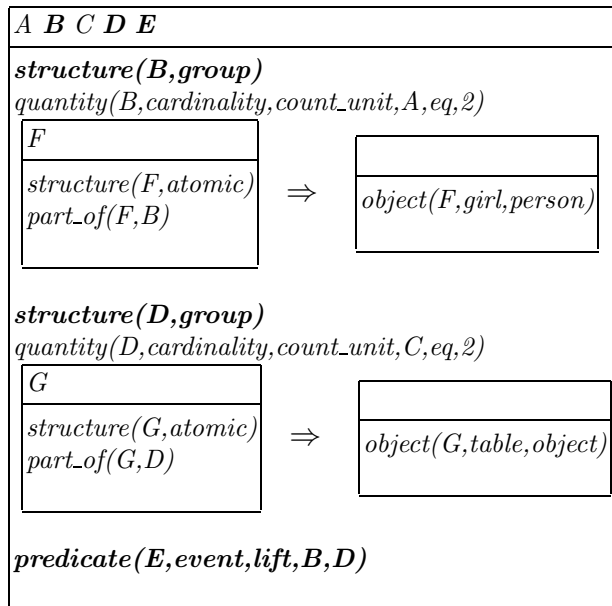 A B C D E
structure(B,group)
quantity(B,cardinality,count_unit,A,eq,2)
F
structure(F,atomic)
part_of(F,B)
⇒
object(F,girl,person)
structure(D,group)
quantity(D,cardinality,count_unit,C,eq,2)
G
structure(G,atomic)
part_of(G,D)
⇒
object(G,table,object)
predicate(E,event,lift,B,D)